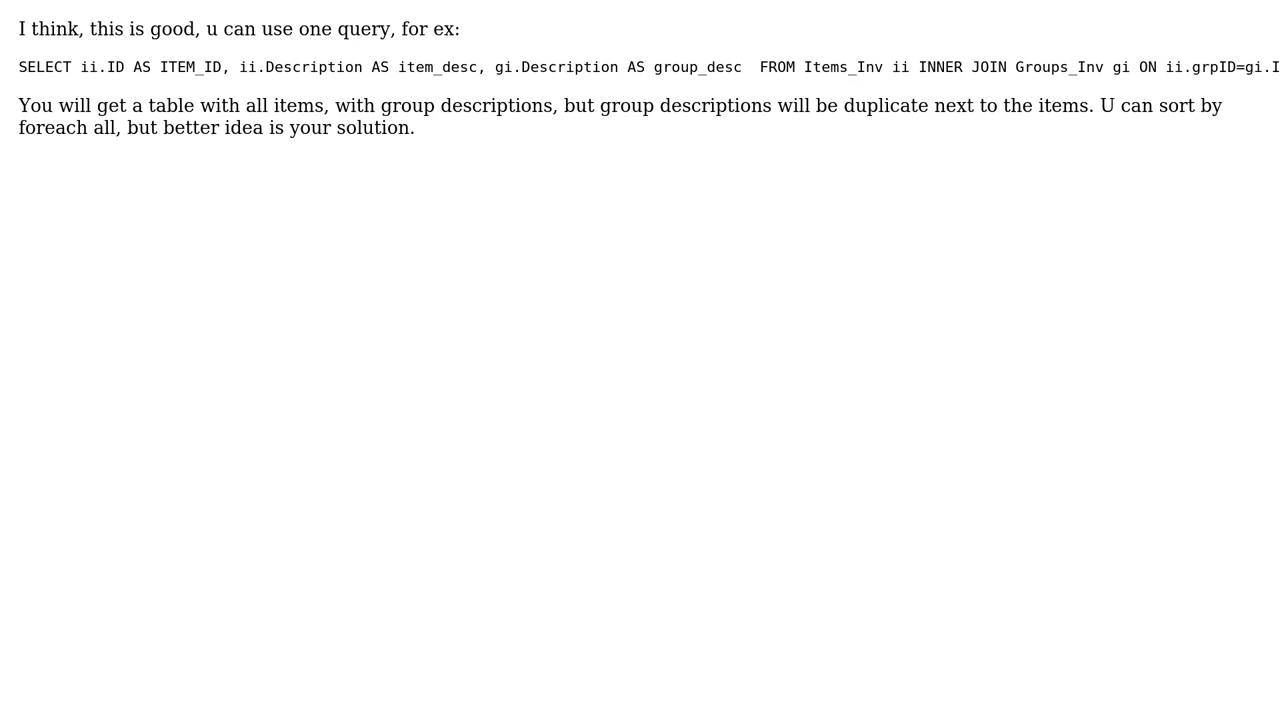 I think, this is good, u can use one query, for ex:
SELECT ii.ID AS ITEM_ID, ii.Description AS item_desc, gi.Description AS group_desc  FROM Items_Inv ii INNER JOIN Groups_Inv gi ON ii.grpID=gi.I
You will get a table with all items, with group descriptions, but group descriptions will be duplicate next to the items. U can sort by
foreach all, but better idea is your solution.